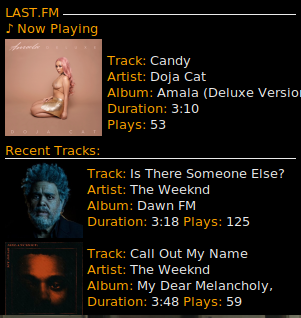 LAST.FM
♪ Now Playing
Track: Candy
Artist: Doja Cat
Album: Amala (Deluxe Versio
Duration: 3:10
Plays: 53
Recent Tracks:
Track: Is There Someone Else?
Artist: The Weeknd
Album: Dawn FM
Duration: 3:18 Plays: 125
Track: Call Out My Name
Artist: The Weeknd
Album: My Dear Melancholy,
Duration: 3:48 Plays: 59